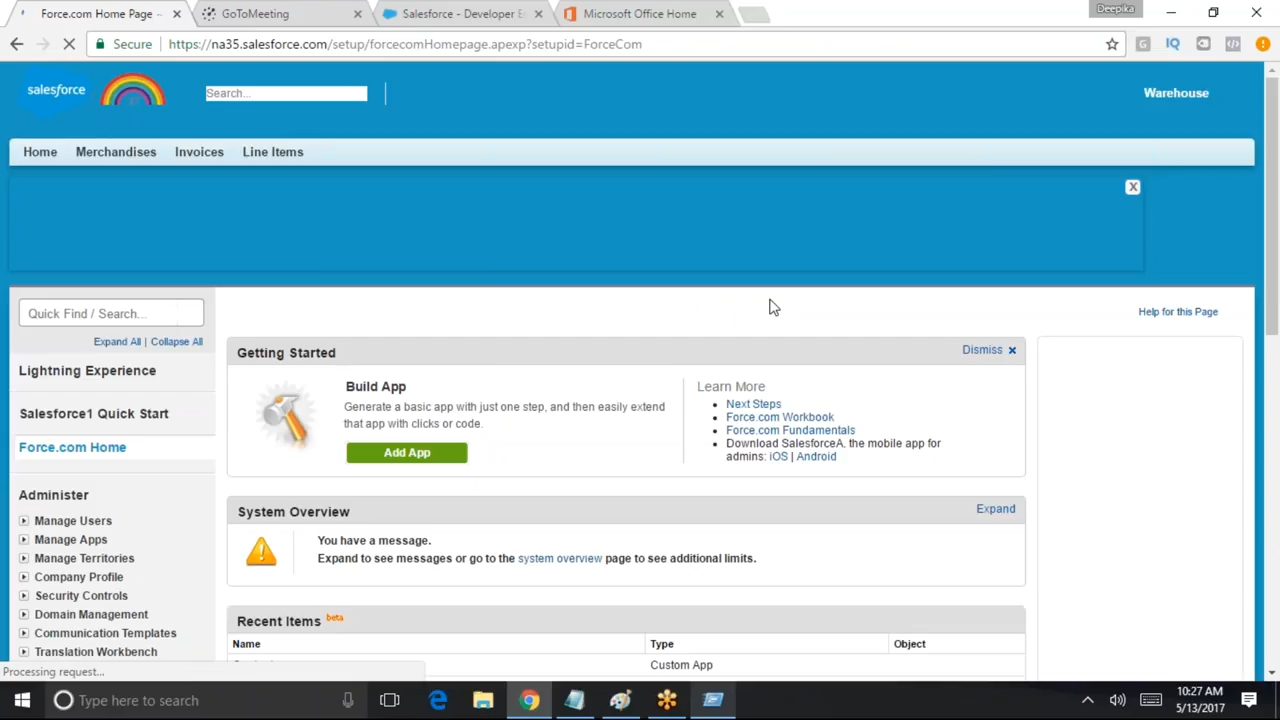 Force.com Home Page -
GoToMeeting
Salesforce - Developer E
Microsoft Office Home
Deepika
Secure
https://na35.salesforce.com/setup/forcecomHomepage.apexp?setupid=ForceCom
G
IQ
salesforce
Search...
Warehouse
Home
Merchandises
Invoices
Line Items
X
Quick Find / Search...
Expand All | Collapse All
Lightning Experience
Salesforce1 Quick Start
Force.com Home
Administer
Manage Users
Manage Apps
Manage Territories
Company Profile
Security Controls
Domain Management
Communication Templates
Translation Workbench
Help for this Page
Getting Started
Dismiss
Build App
Generate a basic app with just one step, and then easily extend
that app with clicks or code.
Add App
Learn More
Next Steps
Force.com Workbook
Force.com Fundamentals
Download SalesforceA, the mobile app for
admins: iOS | Android
System Overview
Expand
You have a message.
Expand to see messages or go to the system overview page to see additional limits.
Recent Items beta
Name
Type
Object
Custom App
Processing request...
Type here to search
10:27 AM
5/13/2017